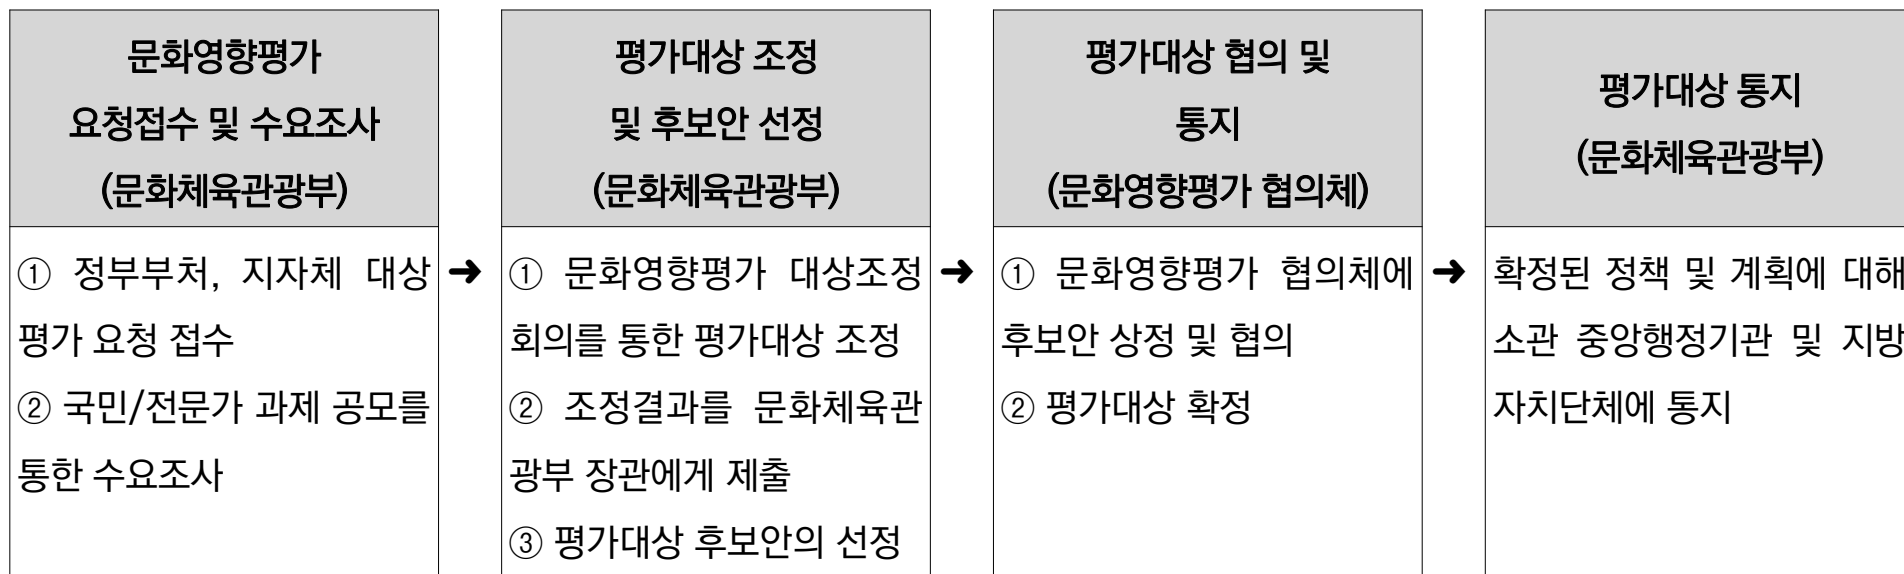 문화영향평가
요청접수 및 수요조사
(문화체육관광부)
① 정부부처, 지자체 대상
평가 요청 접수
② 국민/전문가 과제 공모를
통한 수요조사
➜
평가대상 조정
및 후보안 선정
(문화체육관광부)
① 문화영향평가 대상조정
회의를 통한 평가대상 조정
② 조정결과를 문화체육관
광부 장관에게 제출
③ 평가대상 후보안의 선정
➜
평가대상 협의 및
통지
(문화영향평가 협의체)
① 문화영향평가 협의체에
후보안 상정 및 협의
② 평가대상 확정
➜
평가대상 통지
(문화체육관광부)
확정된 정책 및 계획에 대해
소관 중앙행정기관 및 지방
자치단체에 통지